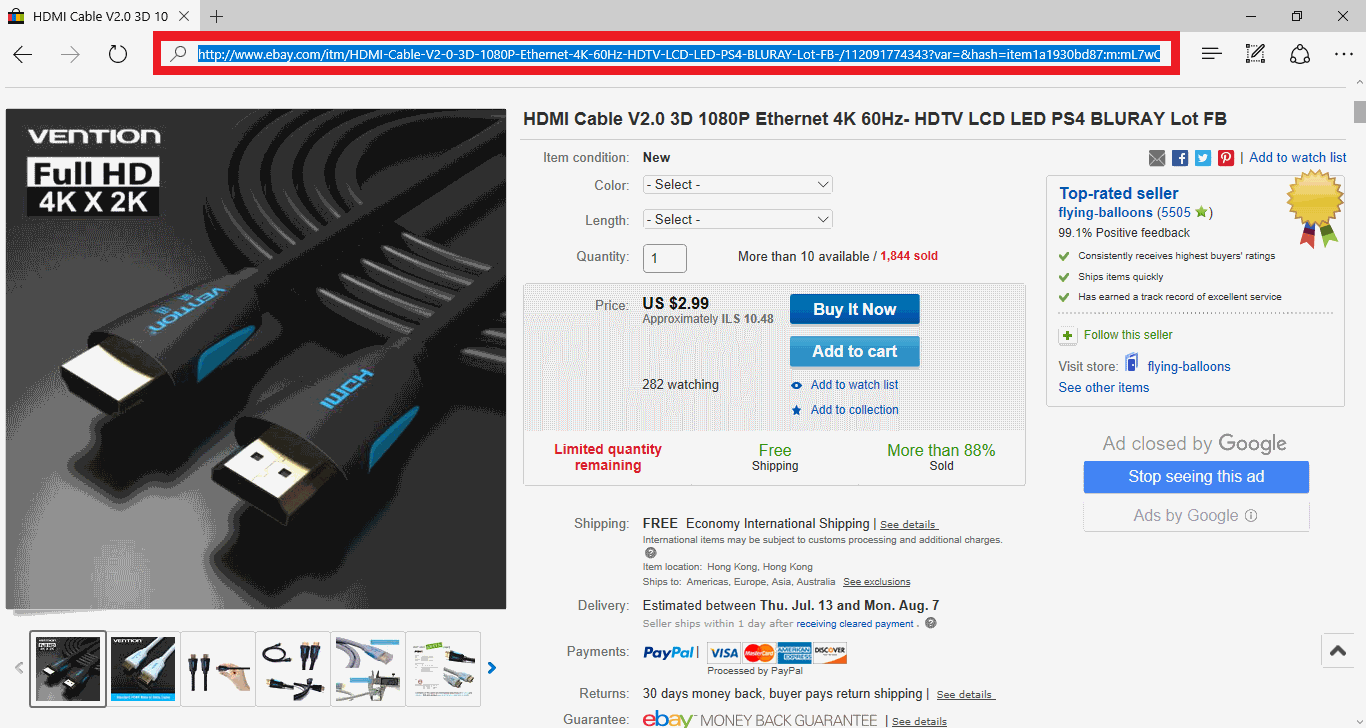 HDMI Cable V2.0 3D 10
http://www.ebay.com/itm/HDMI-Cable-V2-0-3D-1080P-Ethernet-4K-60Hz-HDTV-LCD-LED-PS4-BLURAY-Lot-FB-/112091774343?var=&hash=item1a1930bd87:m:mL7wC
VENTION
Full HD
4K X 2K
VENTION
HDMI
HDMI Cable V2.0 3D 1080P Ethernet 4K 60Hz- HDTV LCD LED PS4 BLURAY Lot FB
Item condition: New
| Add to watch list
Color: - Select -
Length: - Select -
Quantity: 1 More than 10 available / 1,844 sold
Price: US $2.99 Buy It Now
Approximately ILS 10.48
Add to cart
282 watching Add to watch list
Add to collection
Limited quantity remaining
Free
Shipping
More than 88%
Sold
Top-rated seller
flying-balloons (5505 )
99.1% Positive feedback
Consistently receives highest buyers' ratings
Ships items quickly
Has earned a track record of excellent service
Follow this seller
Visit store: flying-balloons
See other items
Ad closed by Google
Stop seeing this ad
Ads by Google
Shipping: FREE Economy International Shipping | See details
International items may be subject to customs processing and additional charges.
Item location: Hong Kong, Hong Kong
Ships to: Americas, Europe, Asia, Australia See exclusions
Delivery: Estimated between Thu. Jul. 13 and Mon. Aug. 7
Seller ships within 1 day after receiving cleared payment .
Payments: PayPal | VISA MasterCard AMERICAN EXPRESS DISCOVER
Processed by PayPal
Returns: 30 days money back, buyer pays return shipping | See details
Guarantee: ebay MONEY BACK GUARANTEE | See details
VENTION
Full HD
4K X 2K
VENTION